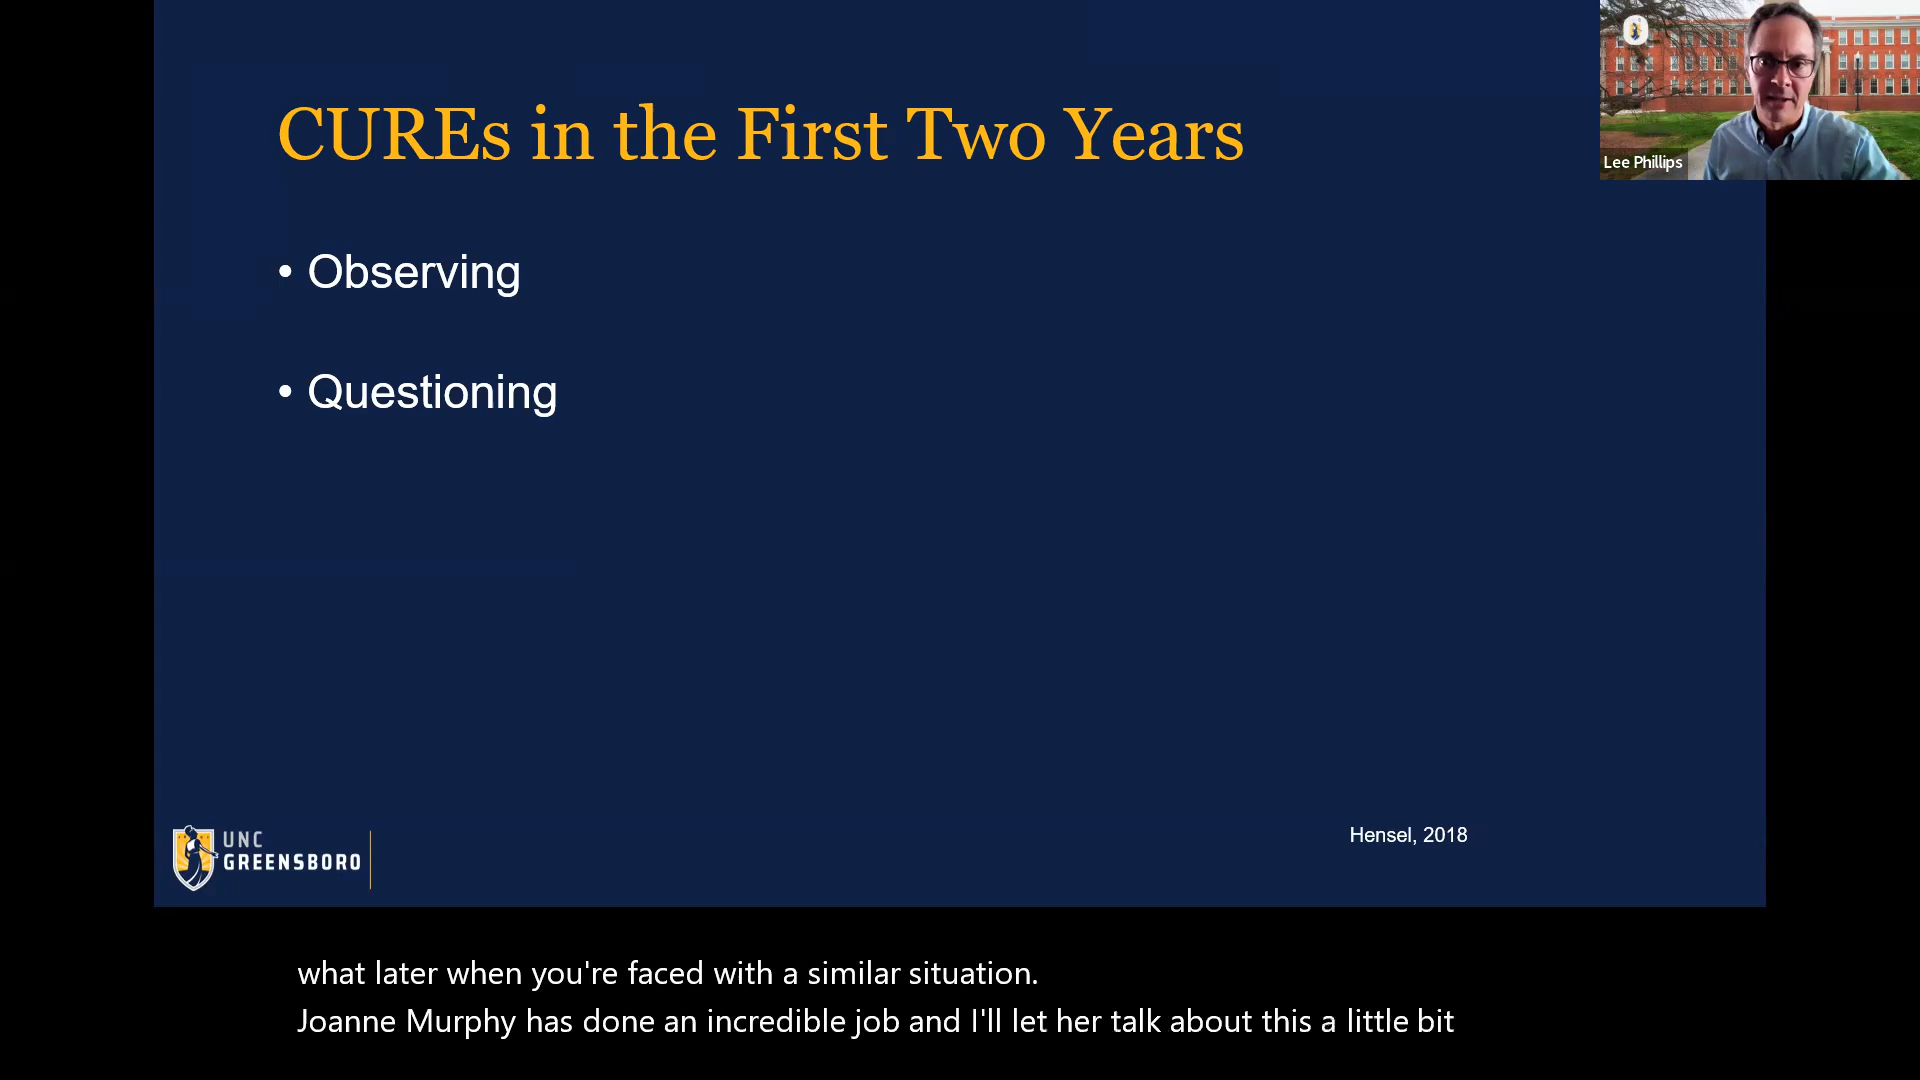 CUREs in the First Two Years
Lee Phillips
• Observing
• Questioning
Hensel, 2018
UNC
GREENSBORO
what later when you're faced with a similar situation.
Joanne Murphy has done an incredible job and I'll let her talk about this a little bit